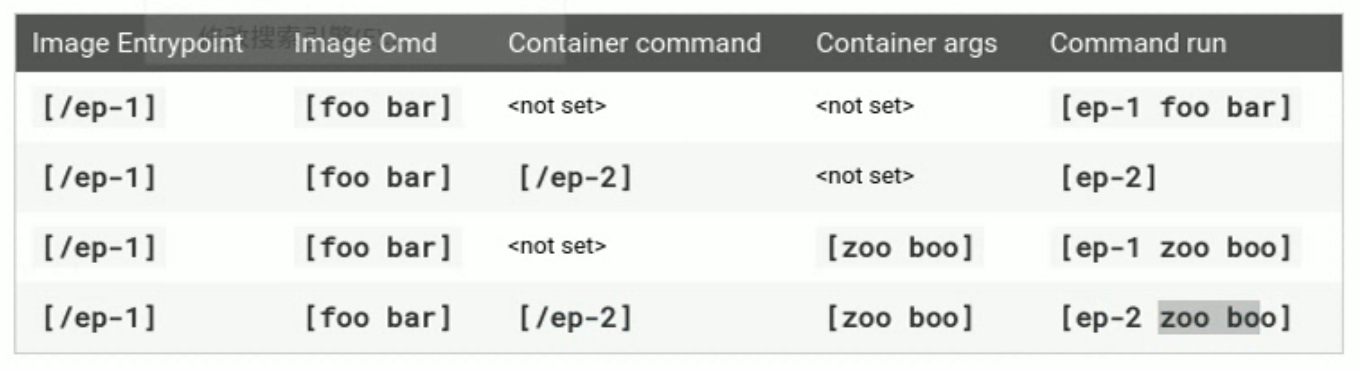 Image Entrypoint Image Cmd Container command Container args Command run
[/ep-1] [foo bar] <not set> <not set> [ep-1 foo bar]
[/ep-1] [foo bar] [/ep-2] <not set> [ep-2]
[/ep-1] [foo bar] <not set> [zoo boo] [ep-1 zoo boo]
[/ep-1] [foo bar] [/ep-2] [zoo boo] [ep-2 zoo boo]